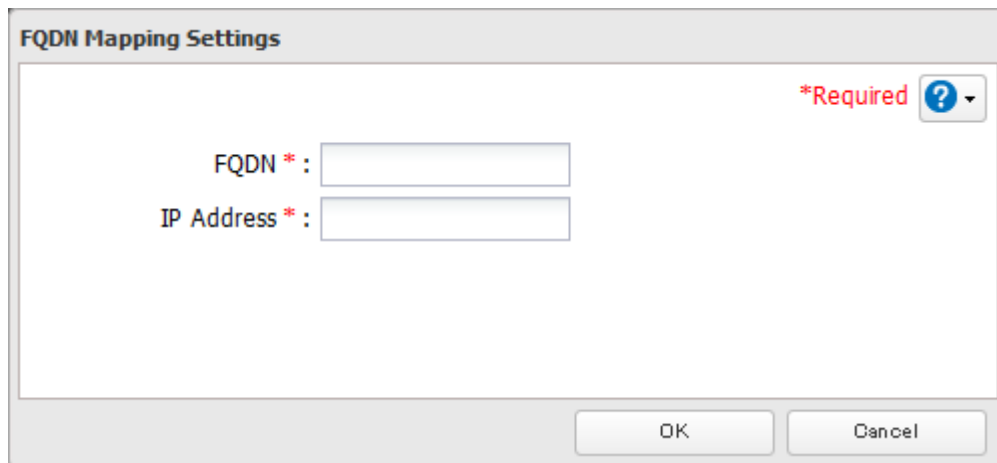 FQDN Mapping Settings
*Required ?
FQDN * :
IP Address * :
OK Cancel